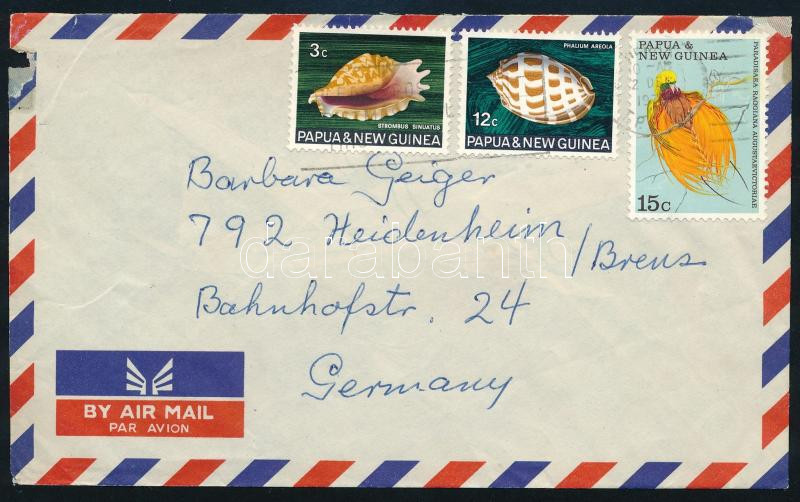 3c
STROMBUS SINUATUS
PAPUA & NEW GUINEA
PHALIUM AREOLA
12c
PAPUA & NEW GUINEA
PAPUA &
NEW GUINEA
PARADISAEA RAGGIANA AUGUSTAEVICTORIAE
15c
Barbara Geiger
792 Heidenheim
/Brens
Bahnhofstr. 24
Germany
darabanth
BY AIR MAIL
PAR AVION